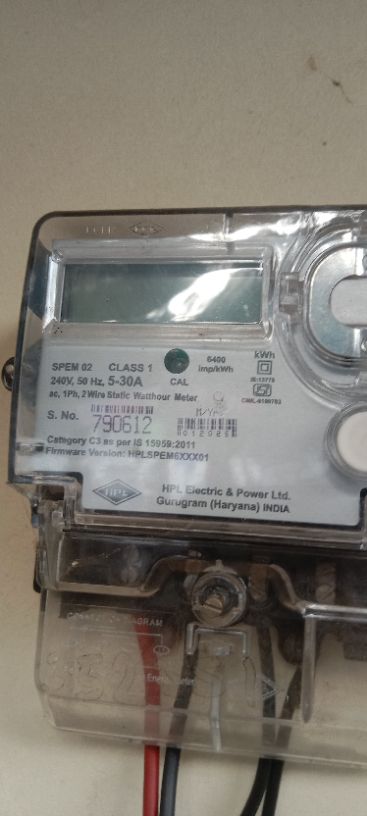 SPEM 02 CLASS 1
240V, 50 Hz, 5-30A
CAL
6400
imp/kWh
kWh
IS:13779
ac, 1Ph, 2 Wire Static Watthour Meter
S. No.
790612
Category C3 as per IS 15959:2011
Firmware Version: HPLSPEM6XXX01
HPL
HPL Electric & Power Ltd.
Gurugram (Haryana) INDIA